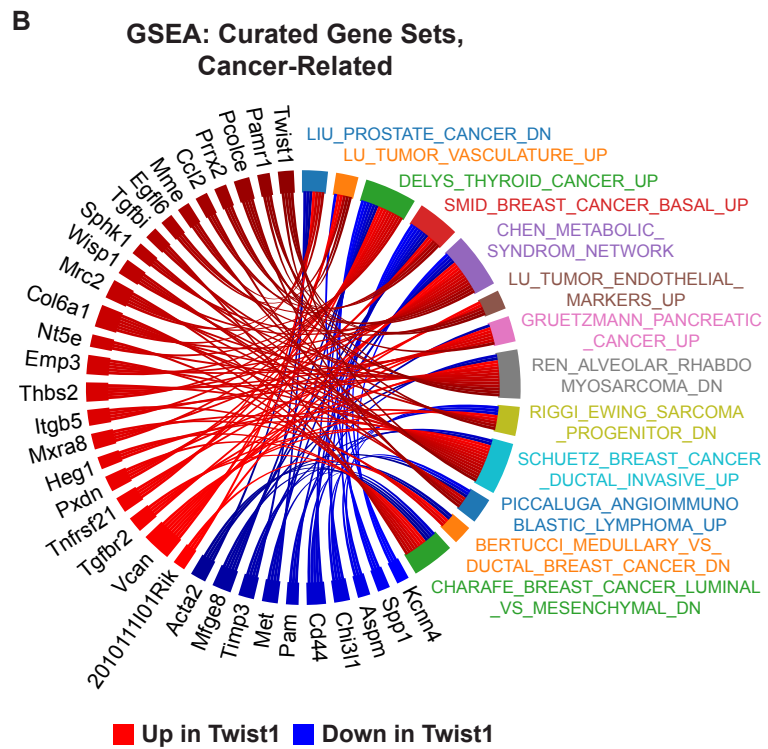 B
GSEA: Curated Gene Sets,
Cancer-Related
Twist1
Pamr1
Pcolce
Prrx2
Ccl2
Mme
Egfl6
Tgfbi
Sphk1
Wisp1
Mrc2
Col6a1
Nt5e
Emp3
Thbs2
Itgb5
Mxra8
Heg1
Pxdn
Tnfrsf21
Tgfbr2
Vcan
2010111I01Rik
Acta2
Mfge8
Timp3
Met
Pam
Cd44
Chi3l1
Aspm
Spp1
Kcnn4
LIU_PROSTATE_CANCER_DN
LU_TUMOR_VASCULATURE_UP
DELYS_THYROID_CANCER_UP
SMID_BREAST_CANCER_BASAL_UP
CHEN_METABOLIC_
SYNDROM_NETWORK
LU_TUMOR_ENDOTHELIAL_
MARKERS_UP
GRUETZMANN_PANCREATIC
_CANCER_UP
REN_ALVEOLAR_RHABDO
MYOSARCOMA_DN
RIGGI_EWING_SARCOMA
_PROGENITOR_DN
SCHUETZ_BREAST_CANCER
_DUCTAL_INVASIVE_UP
PICCALUGA_ANGIOIMMUNO
BLASTIC_LYMPHOMA_UP
BERTUCCI_MEDULLARY_VS_
DUCTAL_BREAST_CANCER_DN
CHARAFE_BREAST_CANCER_LUMINAL
_VS_MESENCHYMAL_DN
Up in Twist1
Down in Twist1